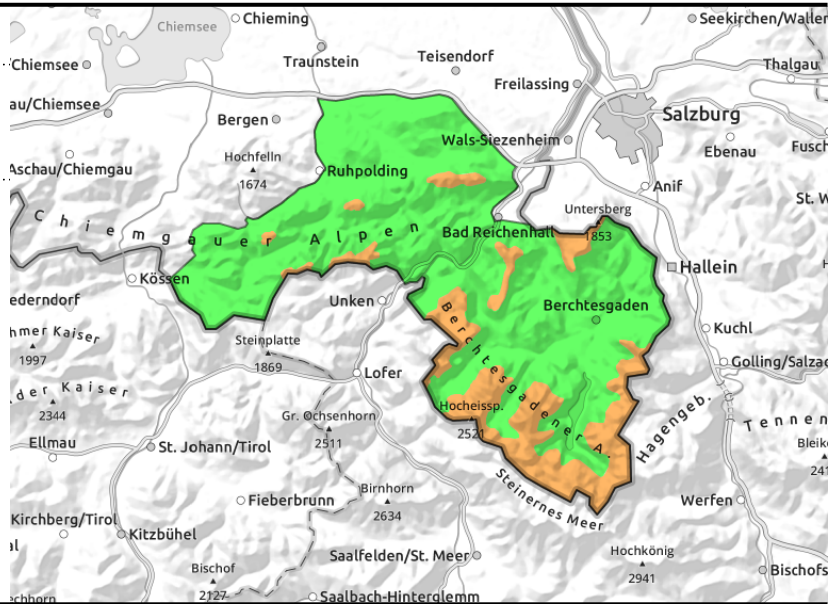 Chiemsee
Chieming
Seekirchen/Waller
Chiemsee
Traunstein
Teisendorf
Thalgau
Freilassing
au/Chiemsee
Bergen
Salzburg
Wals-Siezenheim
Ebenau
Fusch
Hochfelln
1674
Aschau/Chiemgau
Ruhpolding
Anif
St. W
Untersberg
1853
Chiemgauer Alpen
Bad Reichenhall
Hallein
Kössen
ederndorf
Unken
Berchtesgaden
hmer Kaiser
1997
Steinplatte
1869
Kuchl
Golling/Salzac
Lofer
der Kaiser
2344
Berchtesgadener A.
Hocheissp.
2521
Gr. Ochsenhorn
2511
Hagengeb.
Tennen
Ellmau
St. Johann/Tirol
Bleike
241
Steinernes Meer
Birnhorn
2634
Fieberbrunn
Werfen
Kirchberg/Tirol
Kitzbühel
al
Saalfelden/St. Meer
Hochkönig
2941
Bischof
2127
Bischofs
echhorn
Saalbach-Hinterglemm